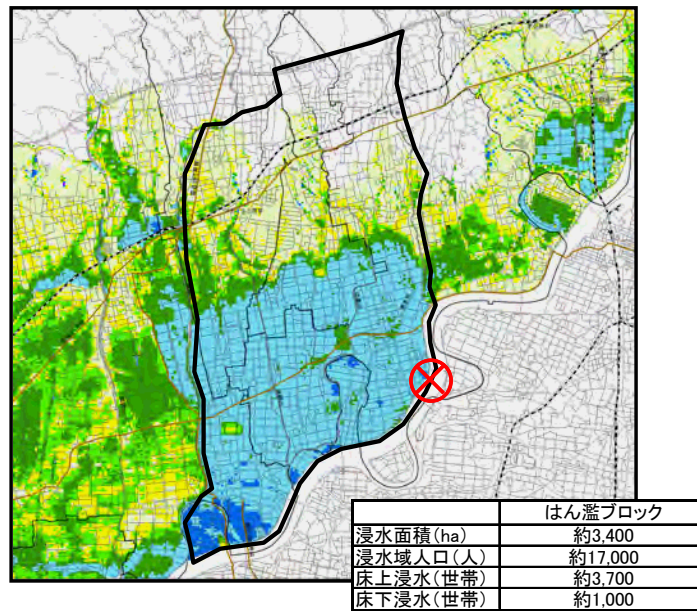 はん濫ブロック
浸水面積(ha) 約3,400
浸水域人口(人) 約17,000
床上浸水(世帯) 約3,700
床下浸水(世帯) 約1,000